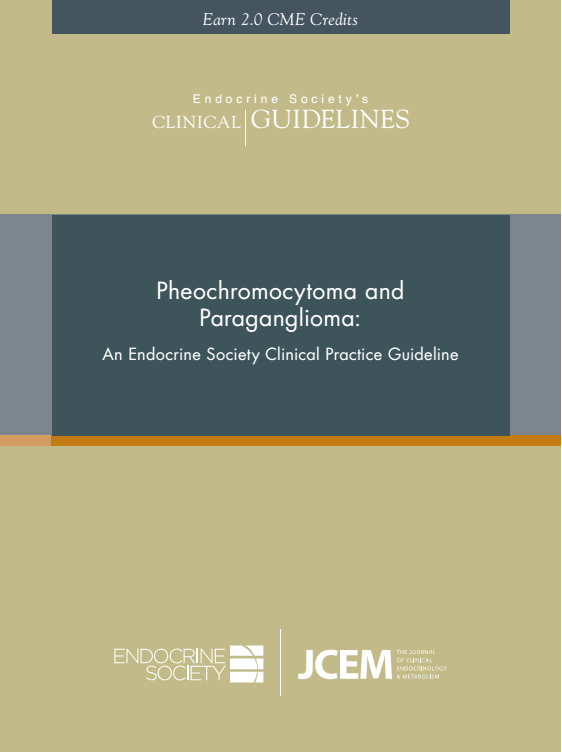 Earn 2.0 CME Credits
Endocrine Society's
CLINICAL GUIDELINES
Pheochromocytoma and
Paraganglioma:
An Endocrine Society Clinical Practice Guideline
ENDOCRINE
SOCIETY
JCEM
THE JOURNAL
OF CLINICAL
ENDOCRINOLOGY
& METABOLISM